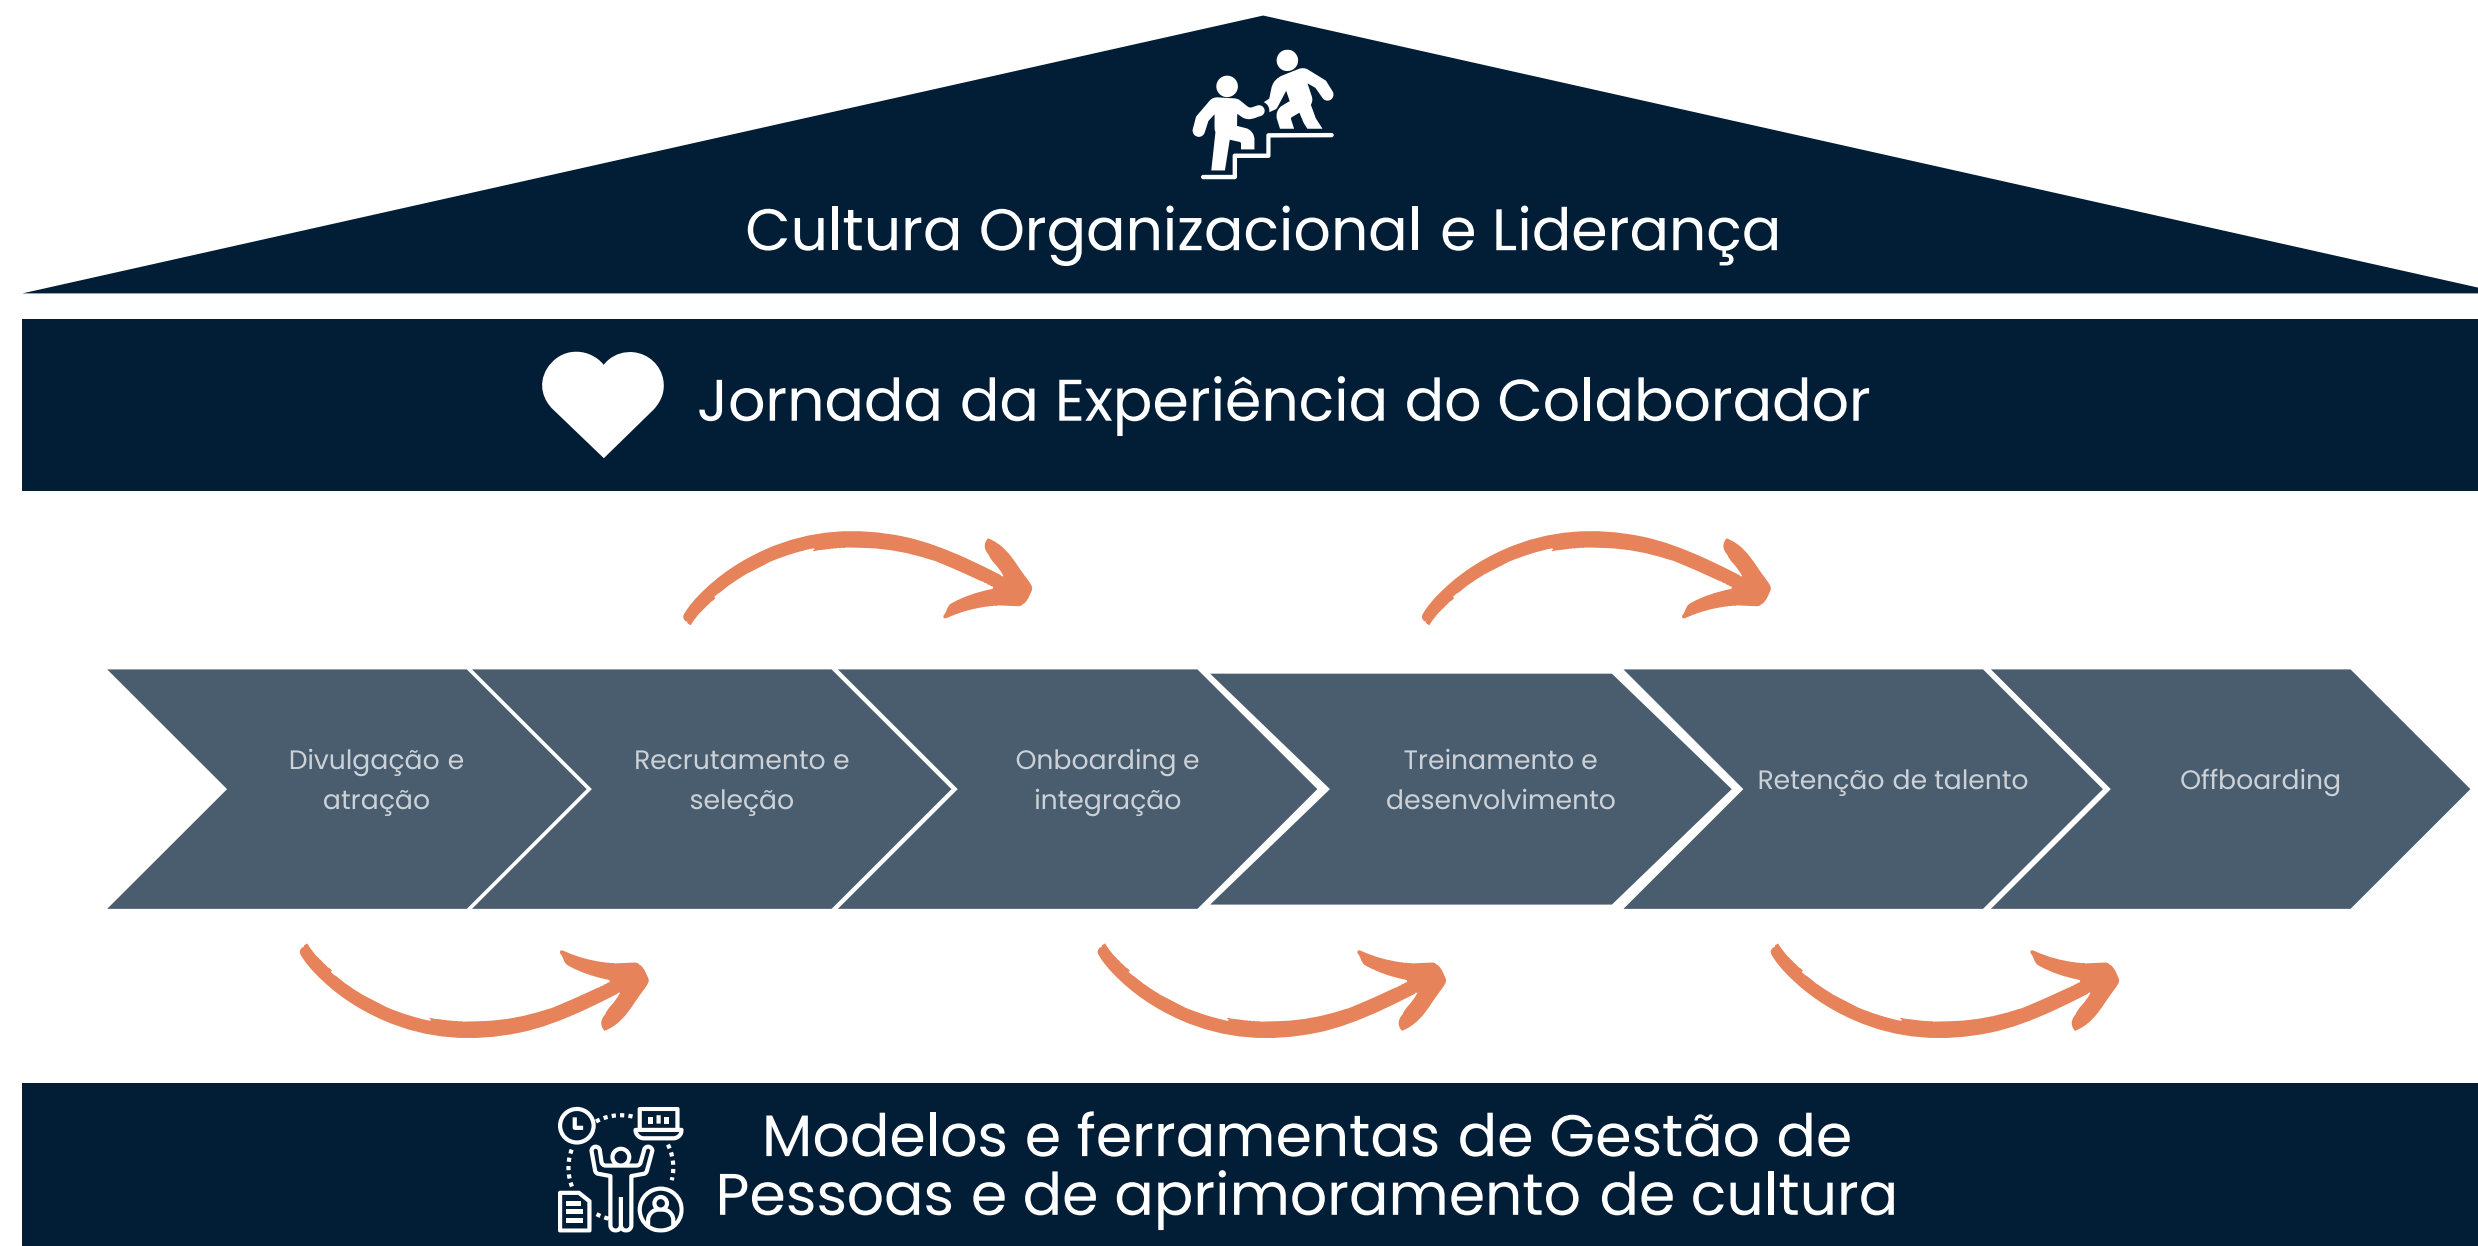 Cultura Organizacional e Liderança
Jornada da Experiência do Colaborador
Divulgação e
atração
Recrutamento e
seleção
Onboarding e
integração
Treinamento e
desenvolvimento
Retenção de talento
Offboarding
Modelos e ferramentas de Gestão de
Pessoas e de aprimoramento de cultura